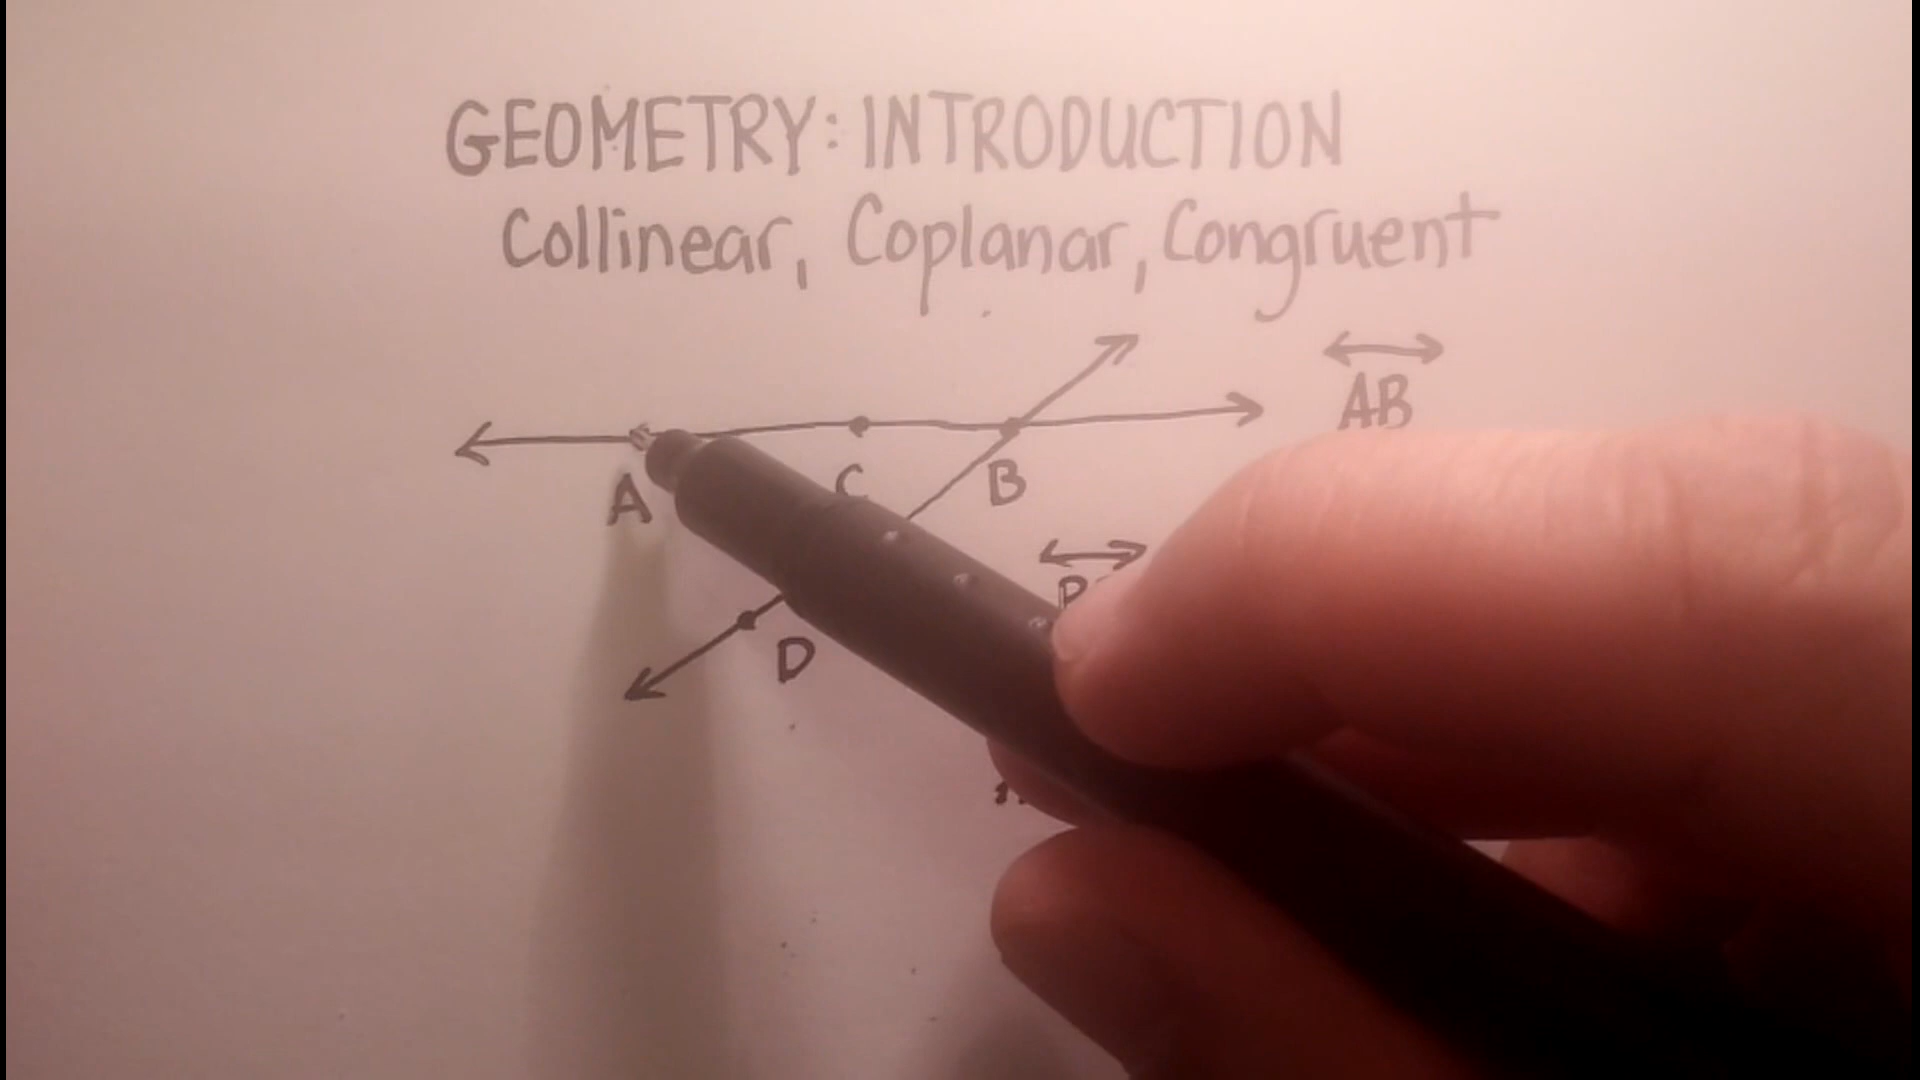 GEOMETRY: INTRODUCTION
Collinear, Coplanar, Congruent
AB
A C B
D